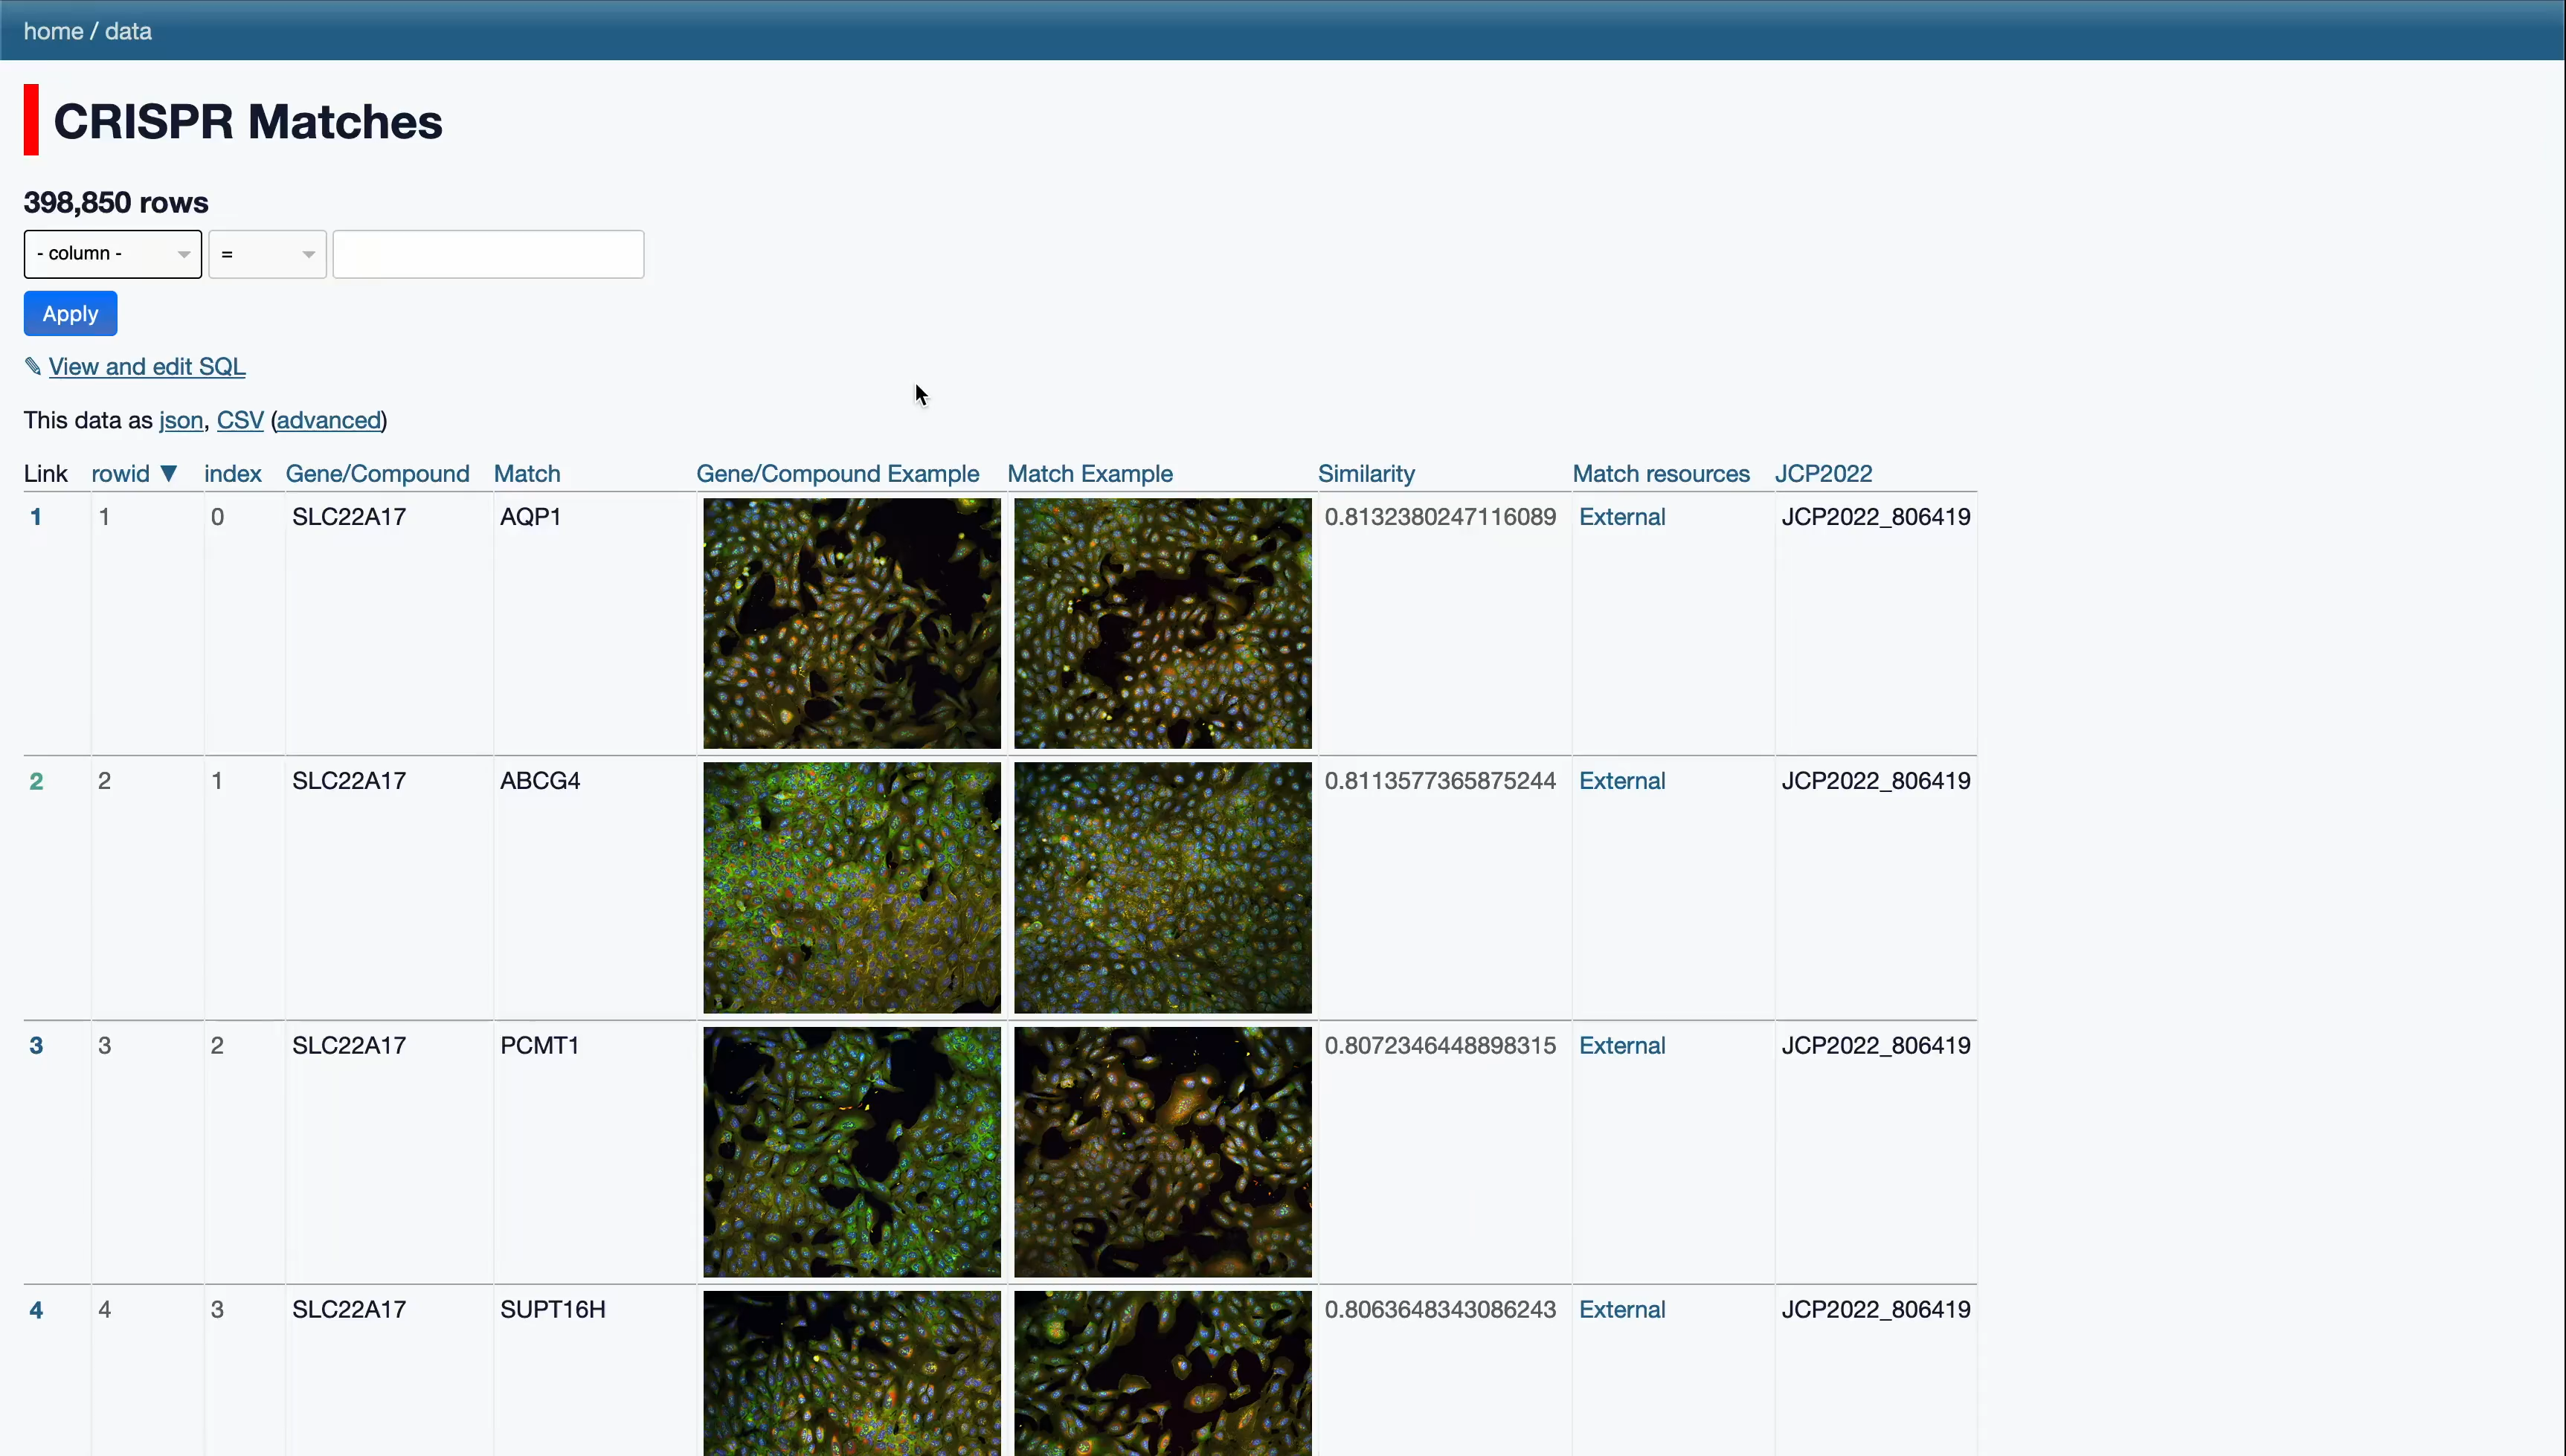 home / data
CRISPR Matches
398,850 rows
- column - =
Apply
✎ View and edit SQL
This data as json, CSV (advanced)
Link rowid ▼ index Gene/Compound Match Gene/Compound Example Match Example Similarity Match resources JCP2022
1 1 0 SLC22A17 AQP1 0.8132380247116089 External JCP2022_806419
2 2 1 SLC22A17 ABCG4 0.8113577365875244 External JCP2022_806419
3 3 2 SLC22A17 PCMT1 0.8072346448898315 External JCP2022_806419
4 4 3 SLC22A17 SUPT16H 0.8063648343086243 External JCP2022_806419